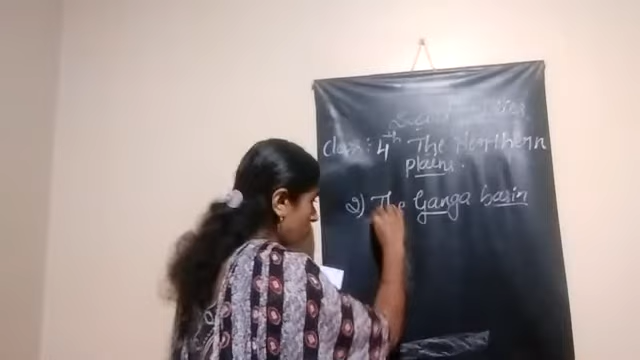 Class : 4th The Northern
plains.
2) The Ganga basin